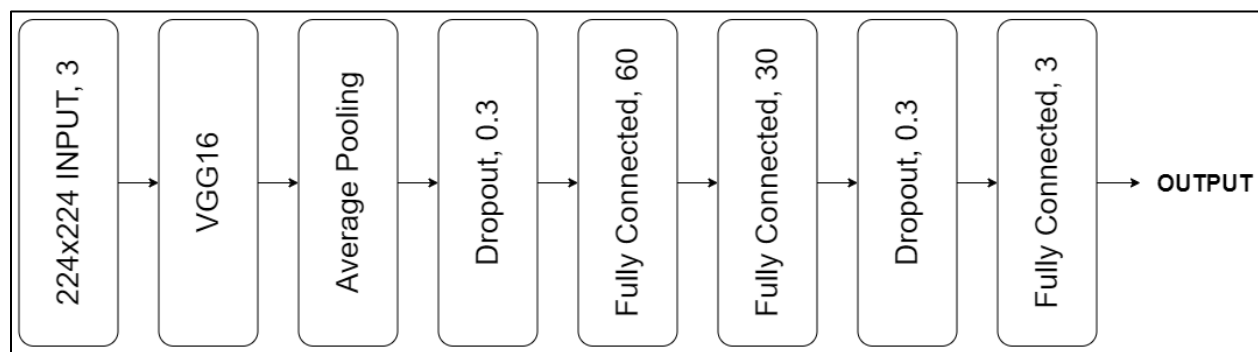 224x224 INPUT, 3
VGG16
Average Pooling
Dropout, 0.3
Fully Connected, 60
Fully Connected, 30
Dropout, 0.3
Fully Connected, 3
OUTPUT